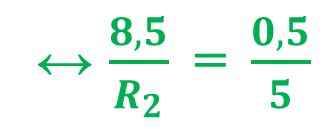 ↔ 8,5/R₂ = 0,5/5